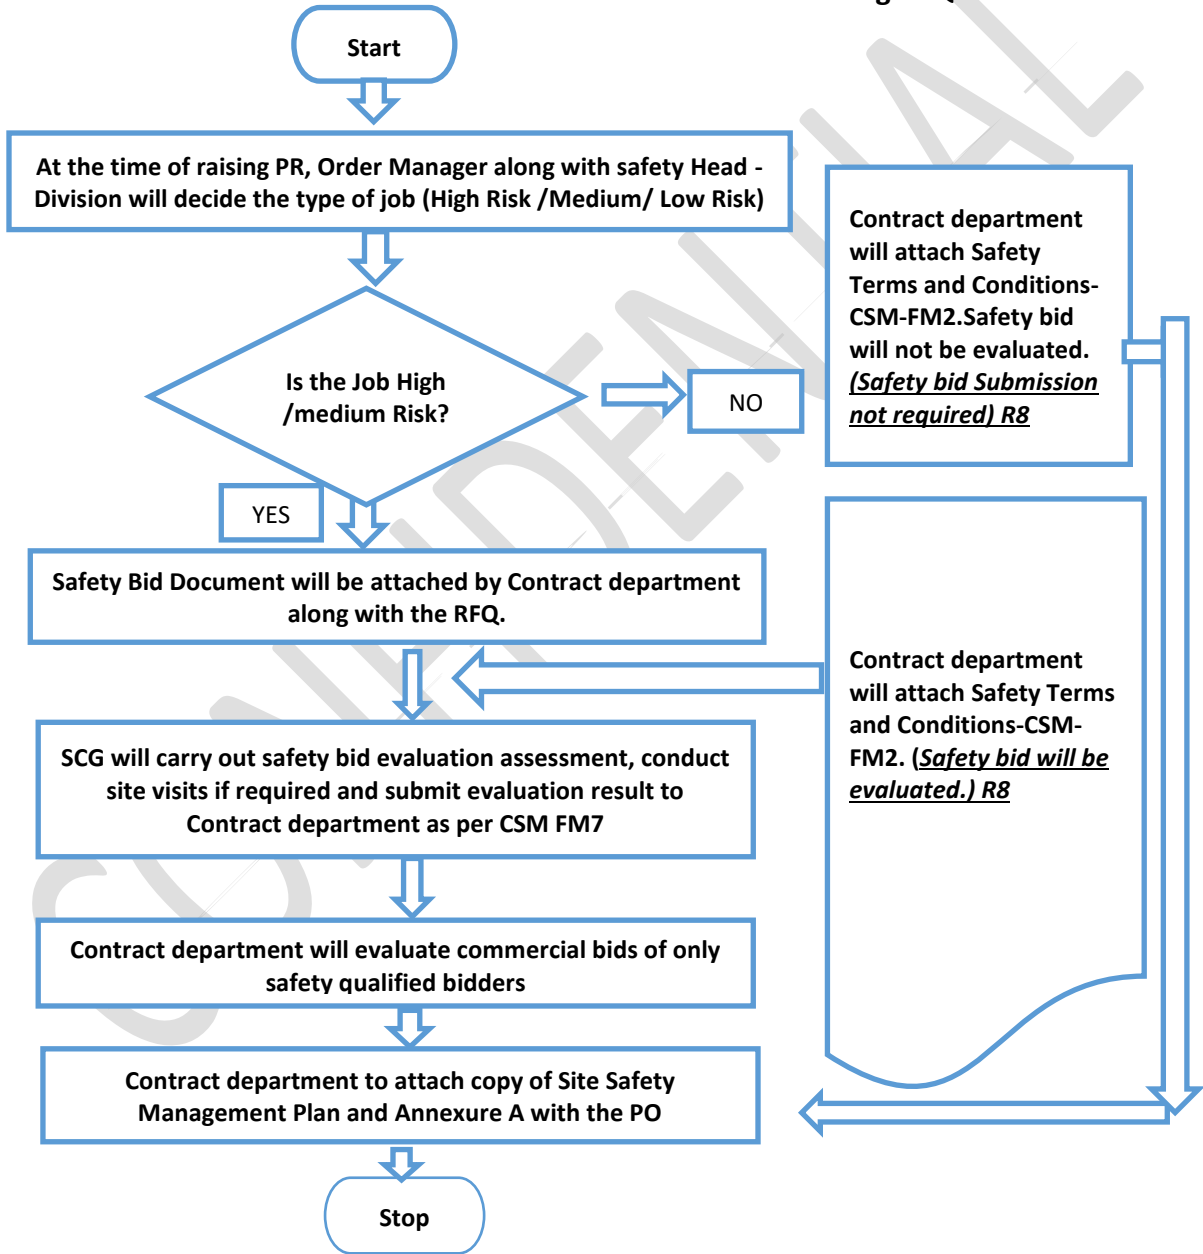 Start
At the time of raising PR, Order Manager along with safety Head -
Division will decide the type of job (High Risk /Medium/ Low Risk)
Is the Job High
/medium Risk?
NO
Contract department
will attach Safety
Terms and Conditions-
CSM-FM2.Safety bid
will not be evaluated.
(Safety bid Submission
not required) R8
YES
Safety Bid Document will be attached by Contract department
along with the RFQ.
Contract department
will attach Safety Terms
and Conditions-CSM-
FM2. (Safety bid will be
evaluated.) R8
SCG will carry out safety bid evaluation assessment, conduct
site visits if required and submit evaluation result to
Contract department as per CSM FM7
Contract department will evaluate commercial bids of only
safety qualified bidders
Contract department to attach copy of Site Safety
Management Plan and Annexure A with the PO
Stop
CONFIDENTIAL